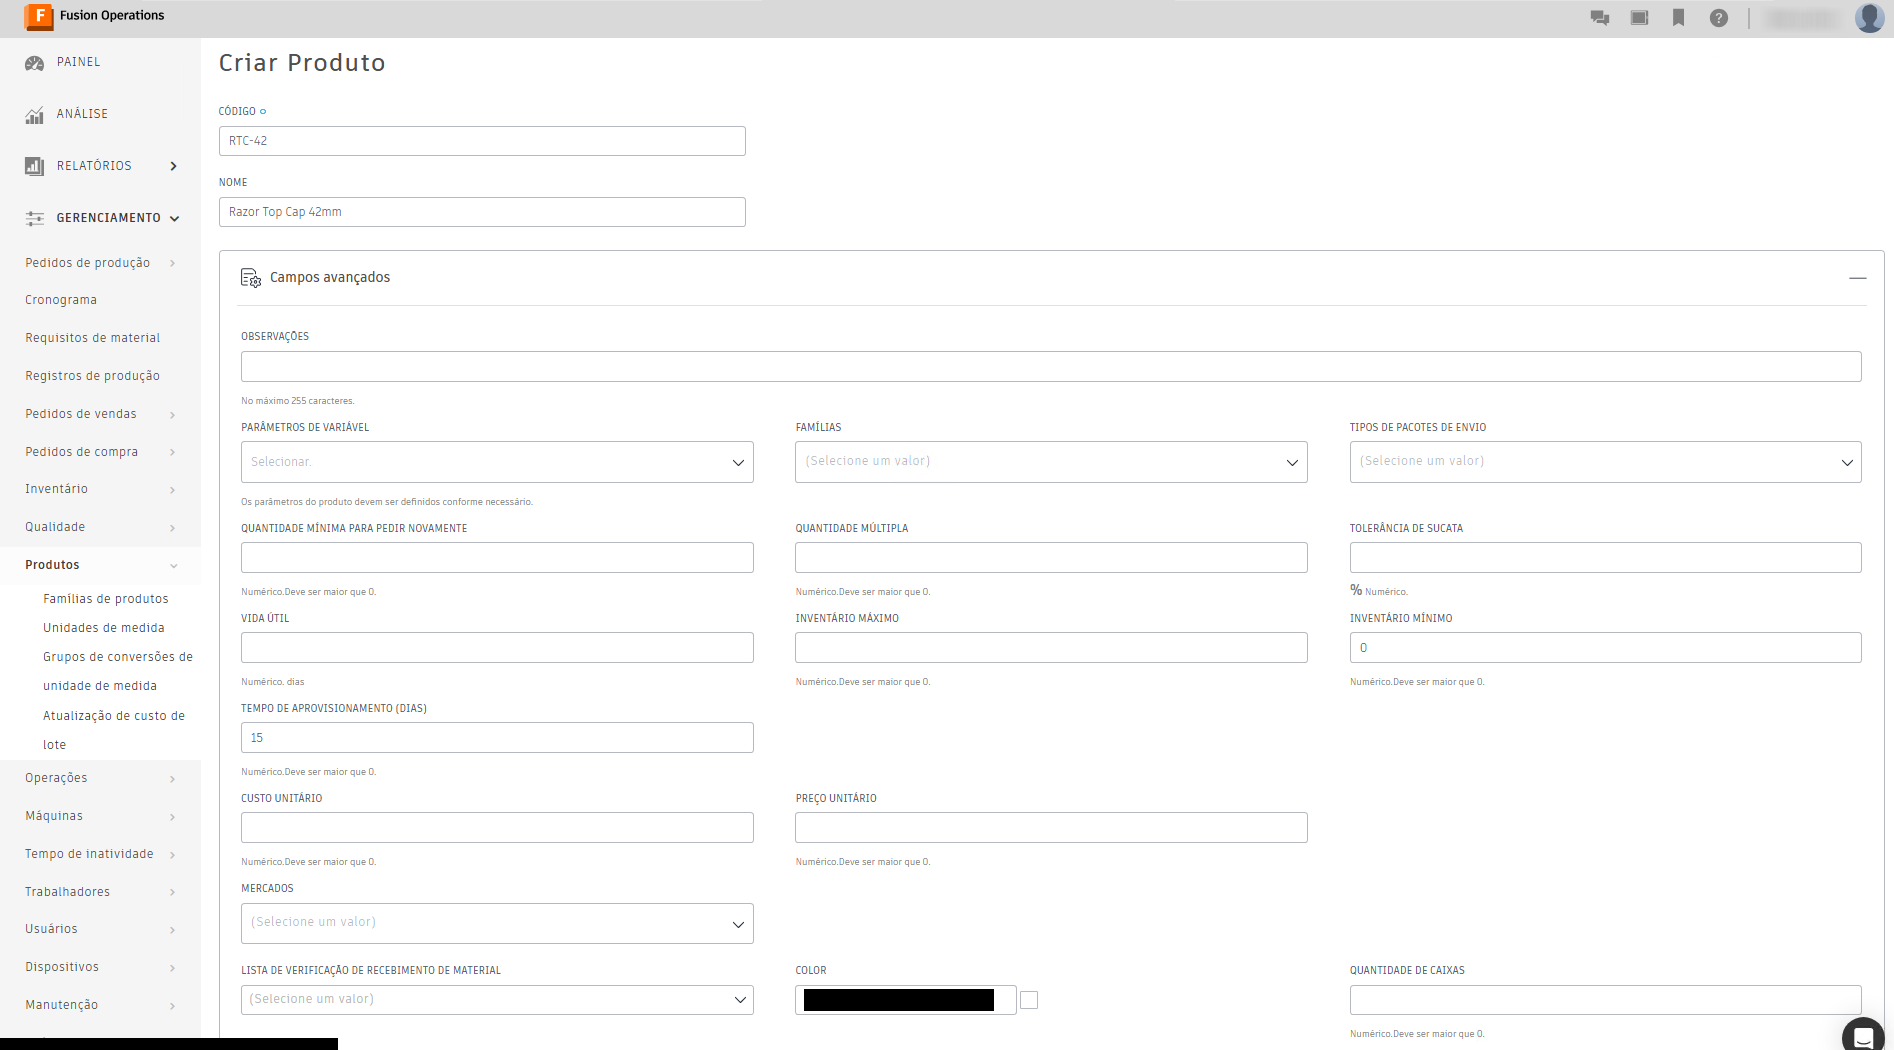 F Fusion Operations
PAINEL
ANÁLISE
RELATÓRIOS
GERENCIAMENTO
Pedidos de produção
Cronograma
Requisitos de material
Registros de produção
Pedidos de vendas
Pedidos de compra
Inventário
Qualidade
Produtos
Famílias de produtos
Unidades de medida
Grupos de conversões de
unidade de medida
Atualização de custo de
lote
Operações
Máquinas
Tempo de inatividade
Trabalhadores
Usuários
Dispositivos
Manutenção
Criar Produto
CÓDIGO
RTC-42
NOME
Razor Top Cap 42mm
Campos avançados
OBSERVAÇÕES
No máximo 255 caracteres.
PARÂMETROS DE VARIÁVEL FAMÍLIAS TIPOS DE PACOTES DE ENVIO
Selecionar. (Selecione um valor) (Selecione um valor)
Os parâmetros do produto devem ser definidos conforme necessário.
QUANTIDADE MÍNIMA PARA PEDIR NOVAMENTE QUANTIDADE MÚLTIPLA TOLERÂNCIA DE SUCATA
Numérico.Deve ser maior que 0. Numérico.Deve ser maior que 0. % Numérico.
VIDA ÚTIL INVENTÁRIO MÁXIMO INVENTÁRIO MÍNIMO
0
Numérico. dias Numérico.Deve ser maior que 0. Numérico.Deve ser maior que 0.
TEMPO DE APROVISIONAMENTO (DIAS)
15
Numérico.Deve ser maior que 0.
CUSTO UNITÁRIO PREÇO UNITÁRIO
Numérico.Deve ser maior que 0. Numérico.Deve ser maior que 0.
MERCADOS
(Selecione um valor)
LISTA DE VERIFICAÇÃO DE RECEBIMENTO DE MATERIAL COLOR QUANTIDADE DE CAIXAS
(Selecione um valor)
Numérico.Deve ser maior que 0.